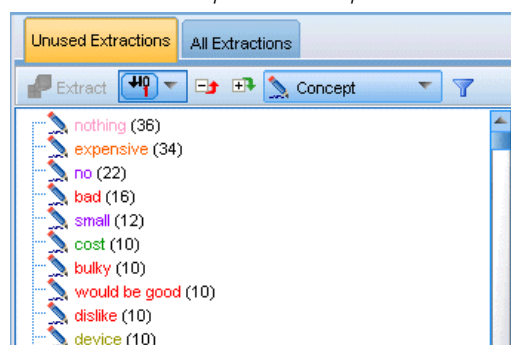 Unused Extractions All Extractions
Extract Concept
nothing (36)
expensive (34)
no (22)
bad (16)
small (12)
cost (10)
bulky (10)
would be good (10)
dislike (10)
device (10)